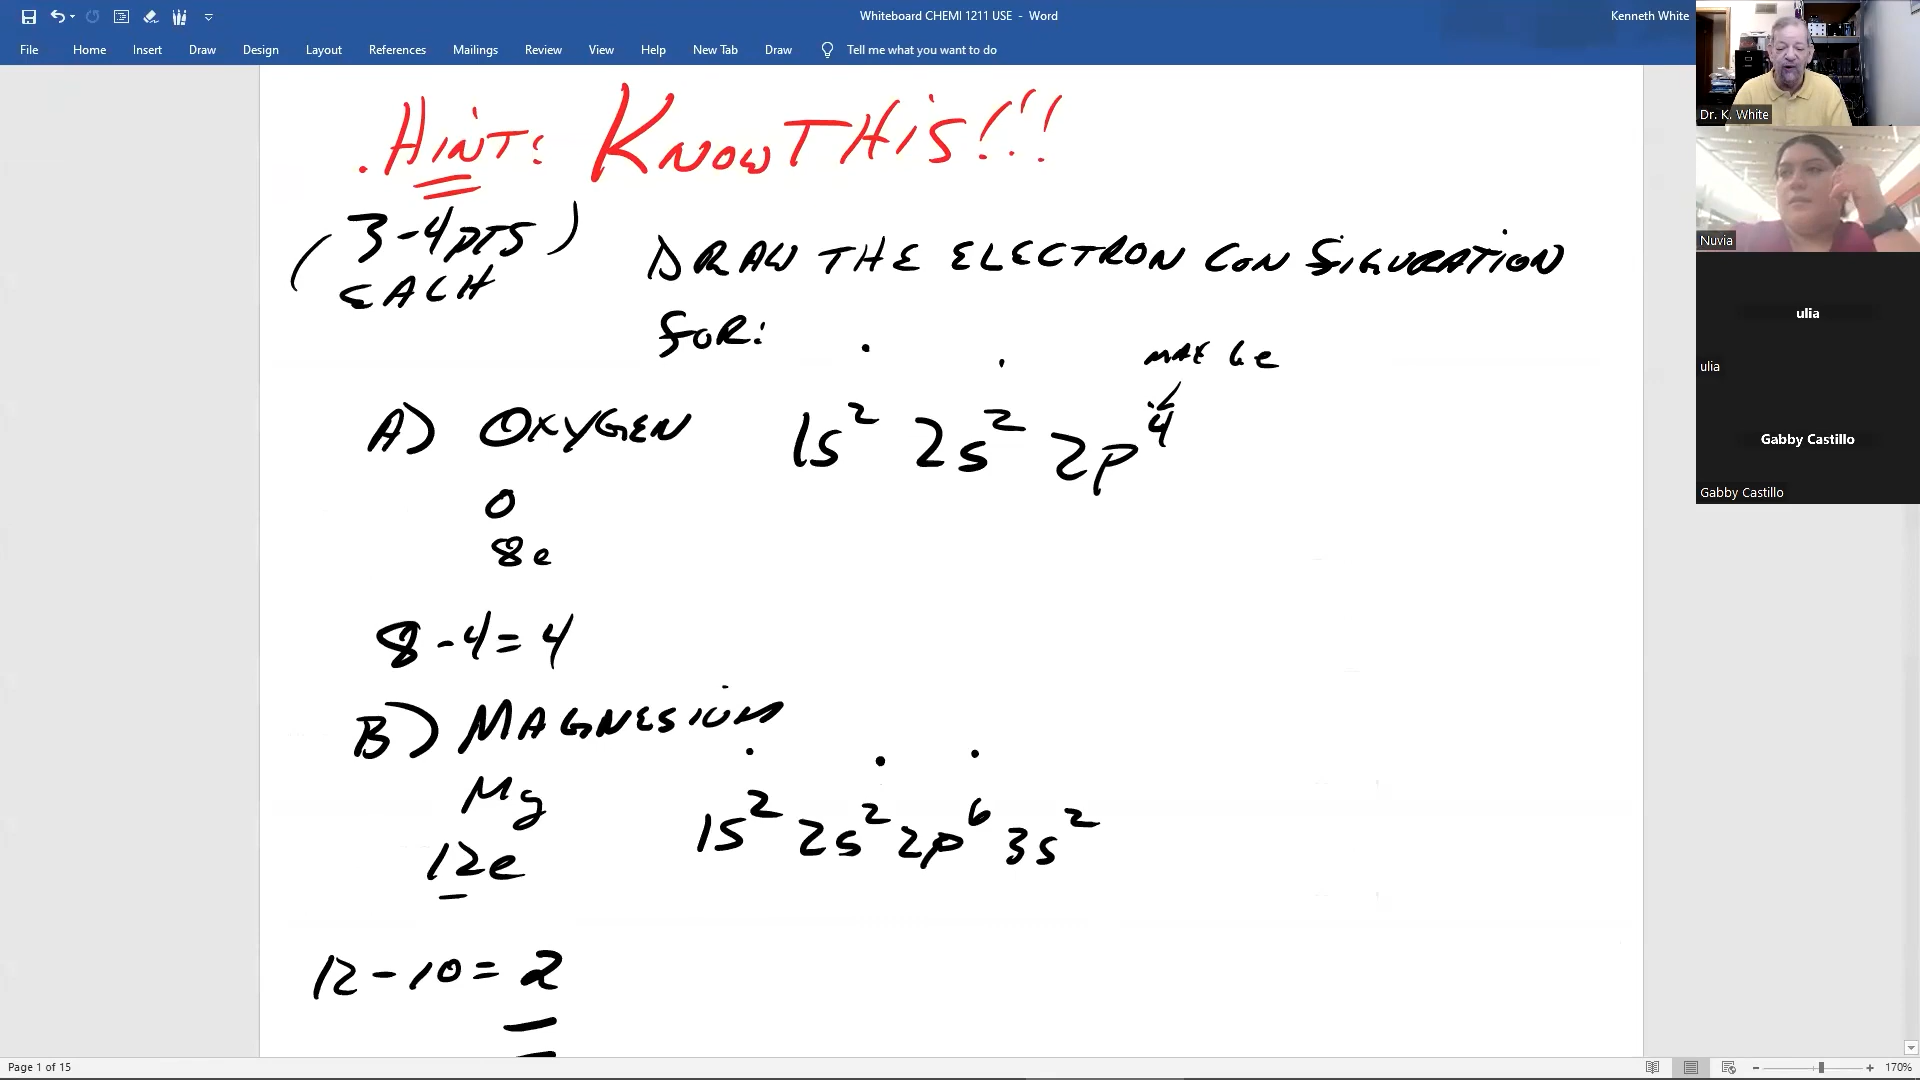 Whiteboard CHEMI 1211 USE - Word
Kenneth White
File Home Insert Draw Design Layout References Mailings Review View Help New Tab Draw Tell me what you want to do
Dr. K. White
Nuvia
ulia
ulia
Gabby Castillo
Gabby Castillo
. HINT: KNOW THIS!!!
(3-4 PTS) EACH
DRAW THE ELECTRON CONFIGURATION
FOR:
MAX 6e
A) OXYGEN 1s² 2s² 2p⁴
O
8e
8-4=4
B) MAGNESIUM
Mg
1s² 2s² 2p⁶ 3s²
12e
12-10=2
Page 1 of 15
170%